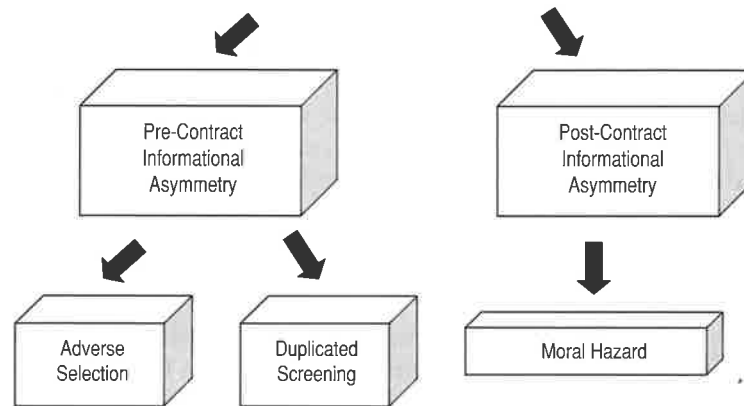 Pre-Contract
Informational
Asymmetry
Post-Contract
Informational
Asymmetry
Adverse
Selection
Duplicated
Screening
Moral Hazard